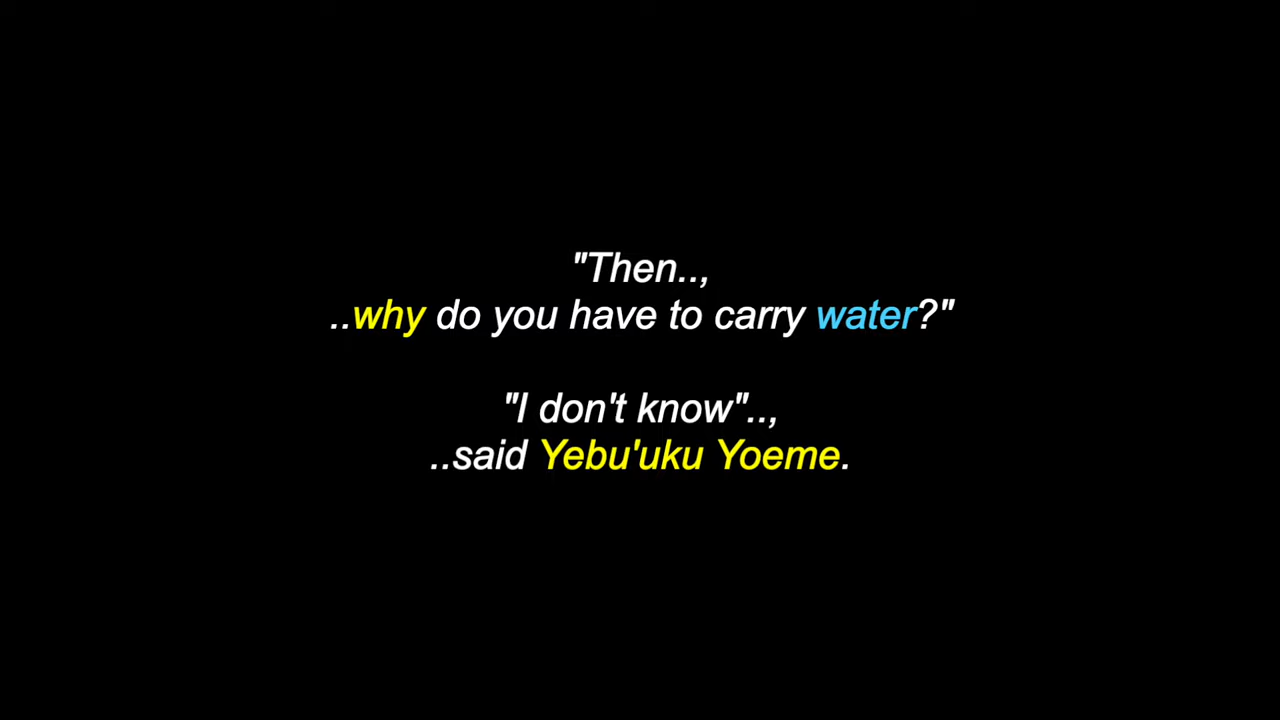 "Then..,
..why do you have to carry water?"
"I don't know"..,
..said Yebu'uku Yoeme.